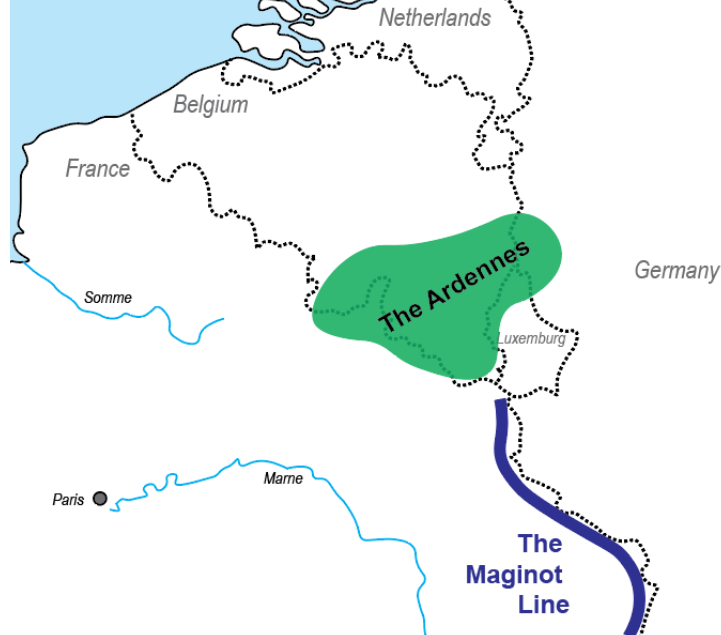 Netherlands
Belgium
France
The Ardennes
Germany
Somme
Luxemburg
Marne
Paris
The
Maginot
Line